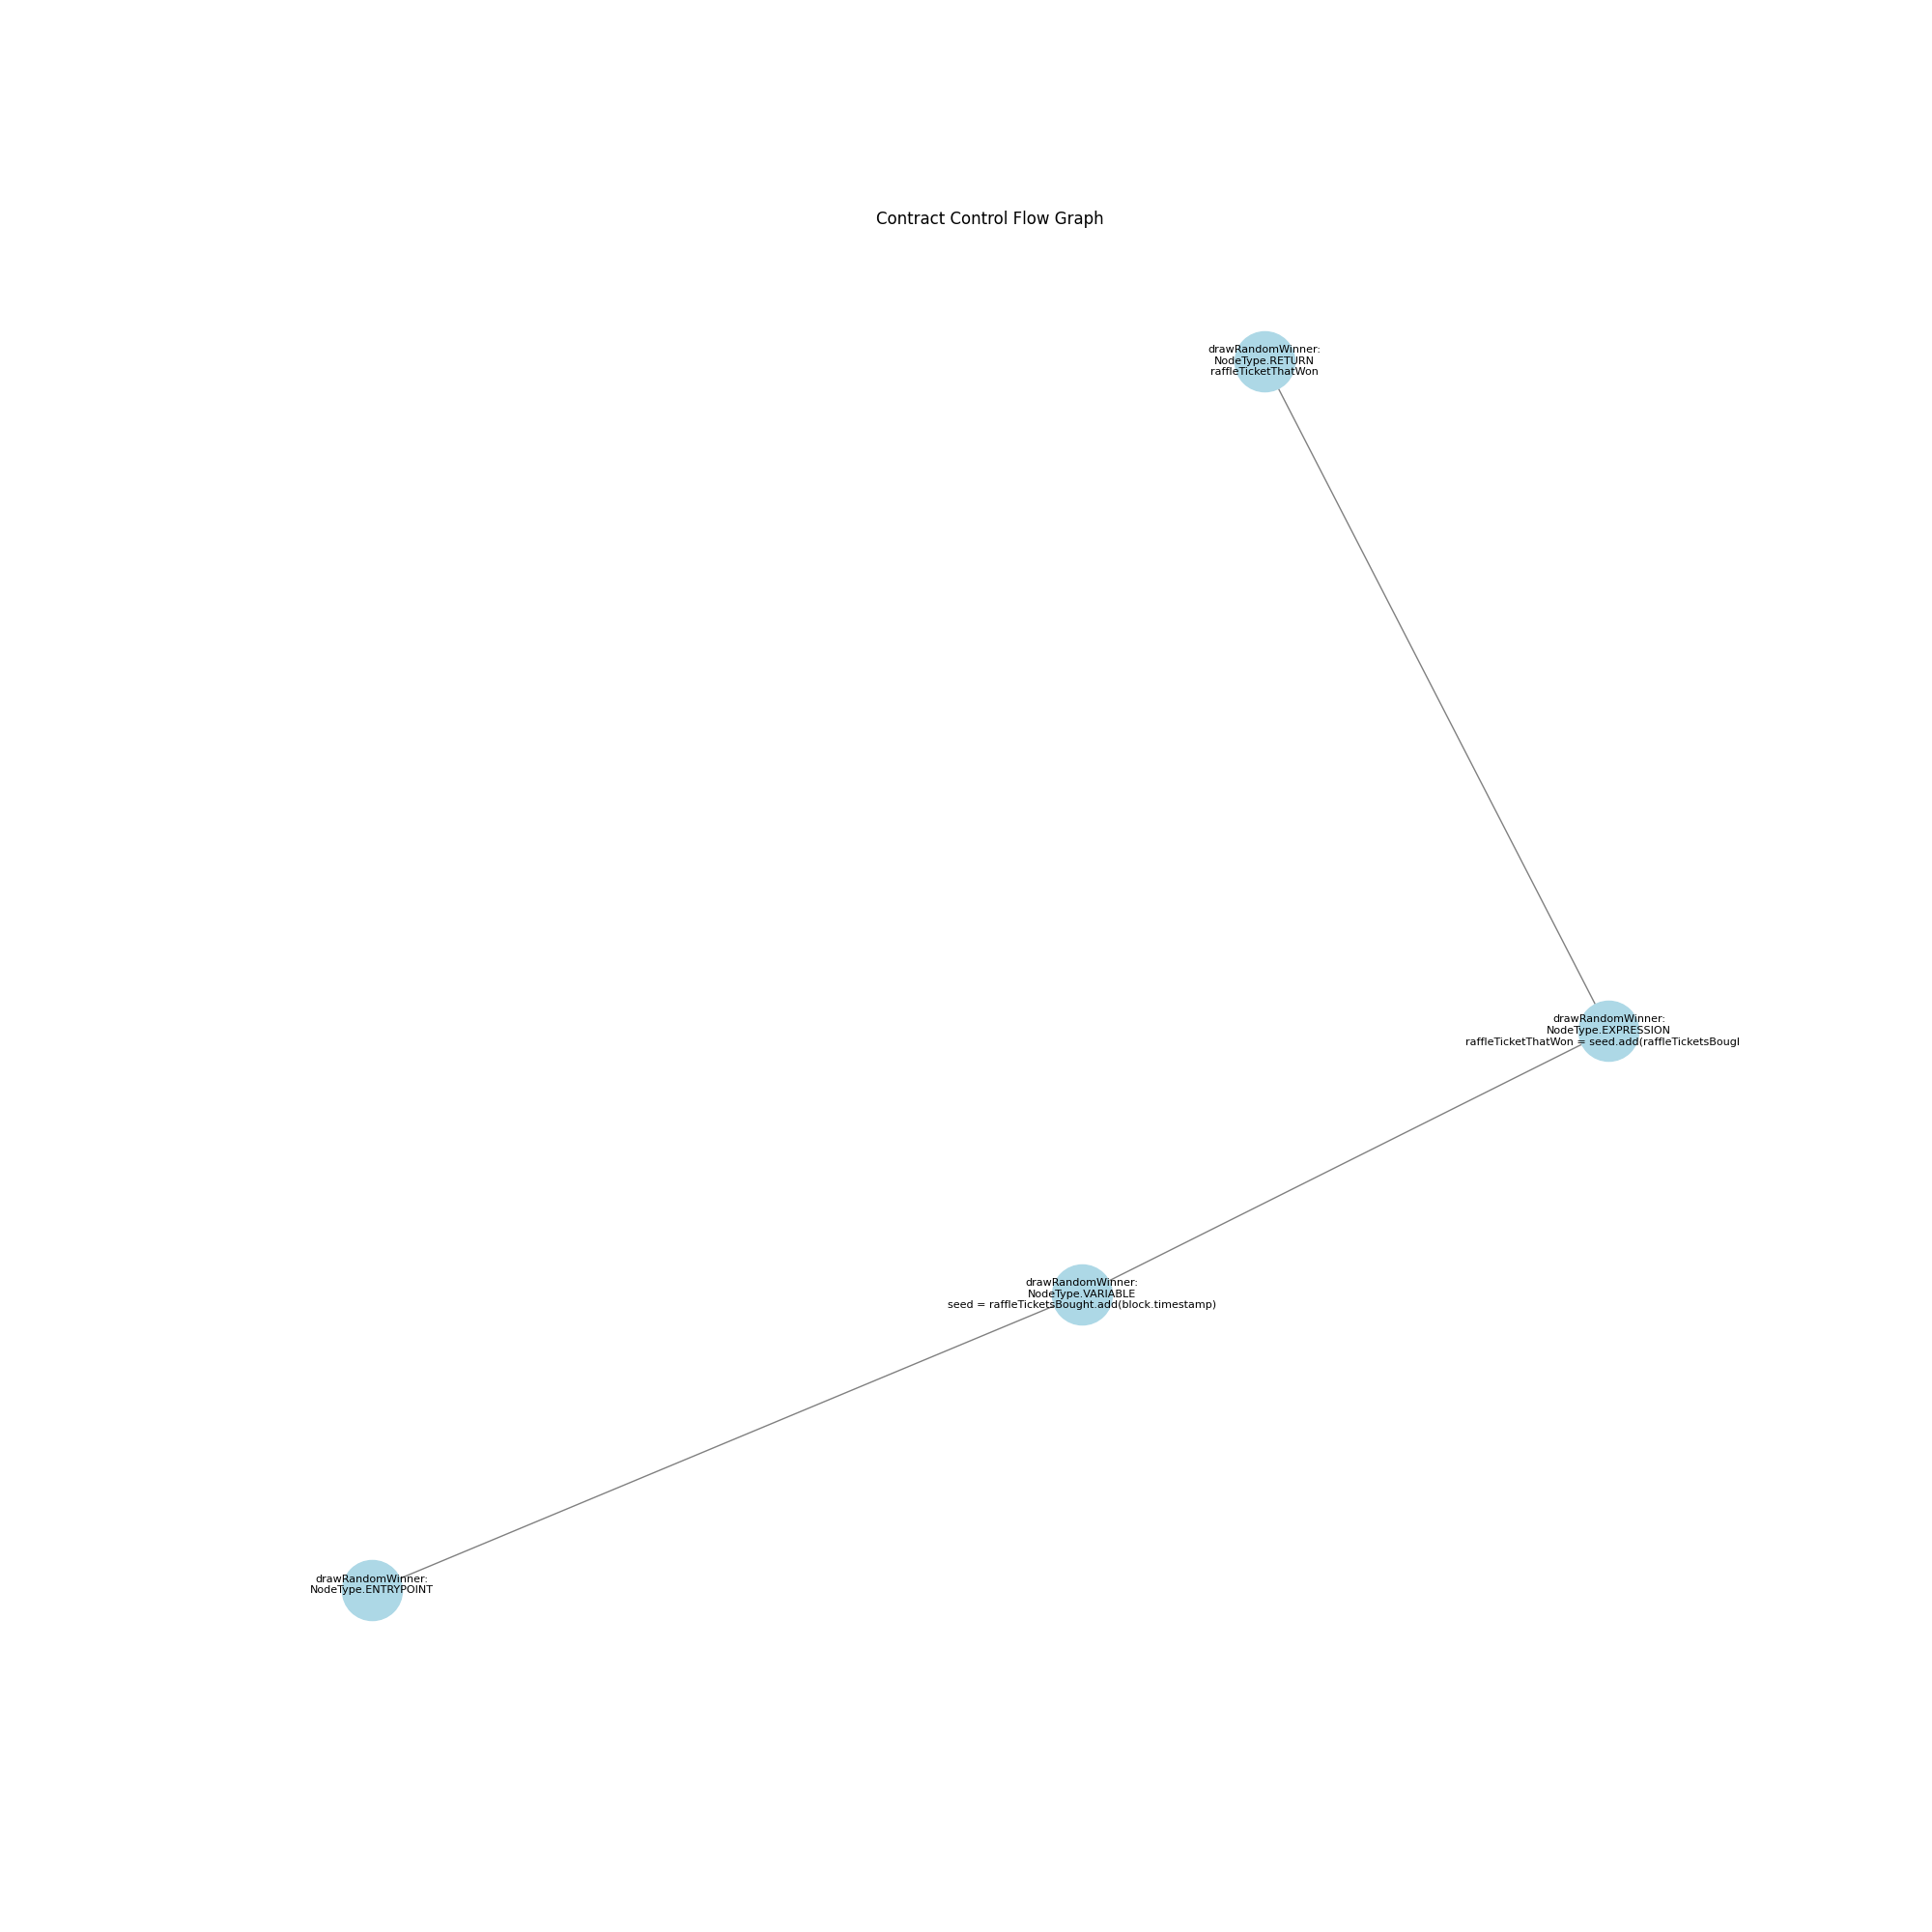 Contract Control Flow Graph
drawRandomWinner:
NodeType.RETURN
raffleTicketThatWon
drawRandomWinner:
NodeType.EXPRESSION
raffleTicketThatWon = seed.add(raffleTicketsBougl
drawRandomWinner:
NodeType.VARIABLE
seed = raffleTicketsBought.add(block.timestamp)
drawRandomWinner:
NodeType.ENTRYPOINT